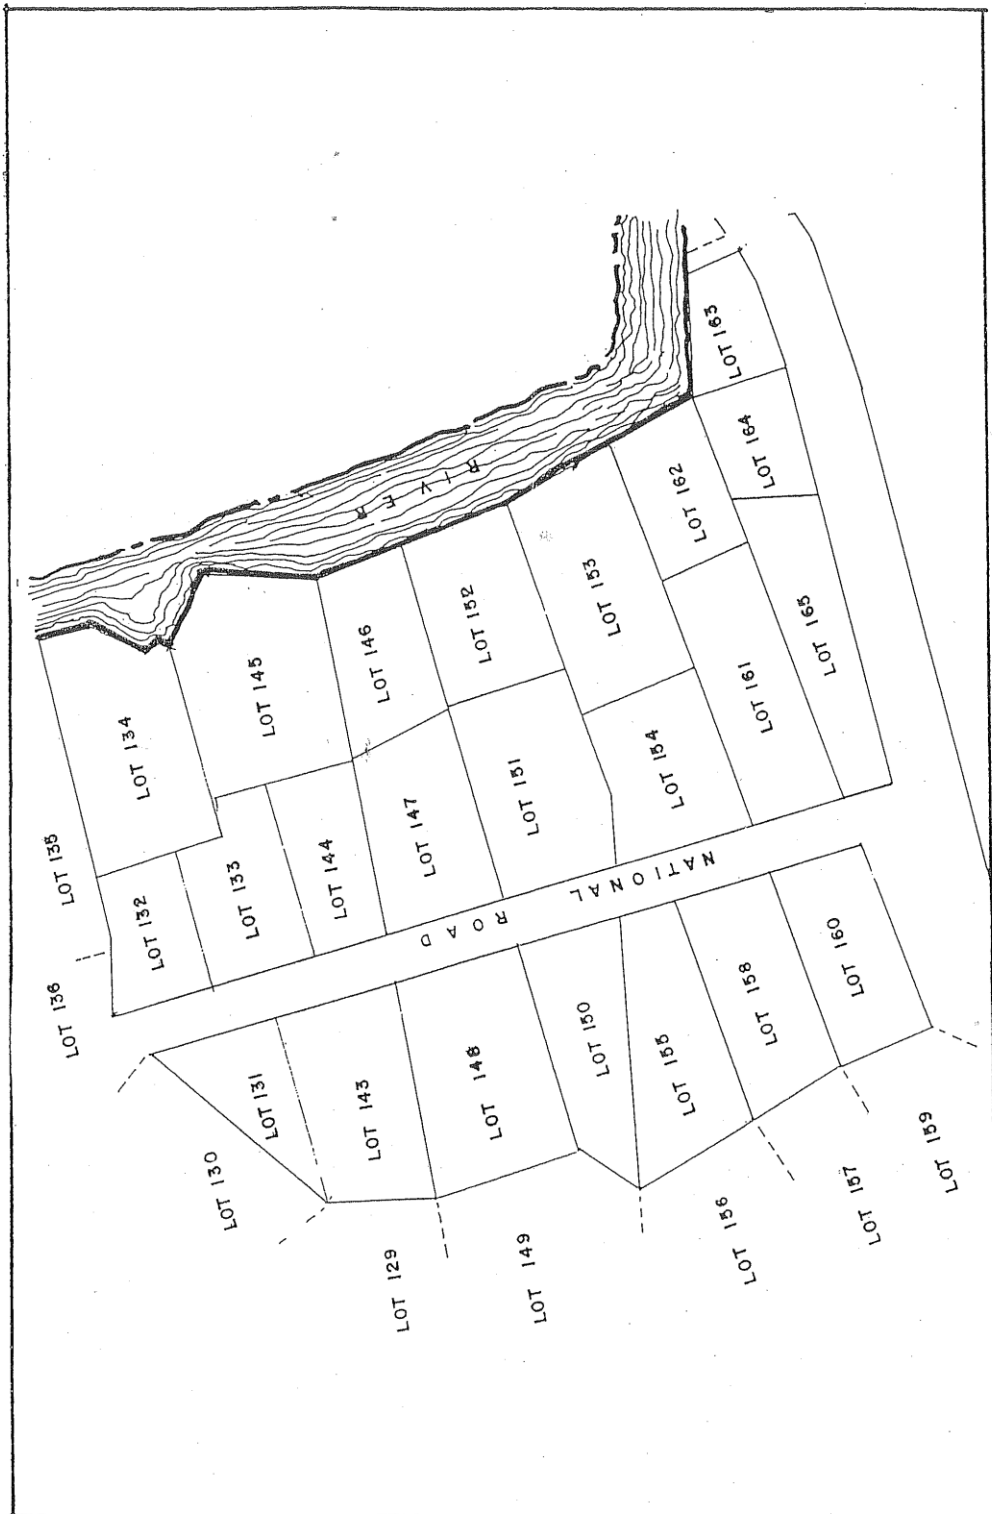 LOT 163
LOT 164
LOT 162
RIVER
LOT 165
LOT 153
LOT 152
LOT 161
LOT 146
LOT 145
LOT 154
LOT 134
LOT 151
LOT 147
LOT 135
LOT 133
LOT 144
LOT 132
NATIONAL ROAD
LOT 136
LOT 160
LOT 158
LOT 150
LOT 155
LOT 148
LOT 143
LOT 131
LOT 130
LOT 159
LOT 157
LOT 156
LOT 149
LOT 129